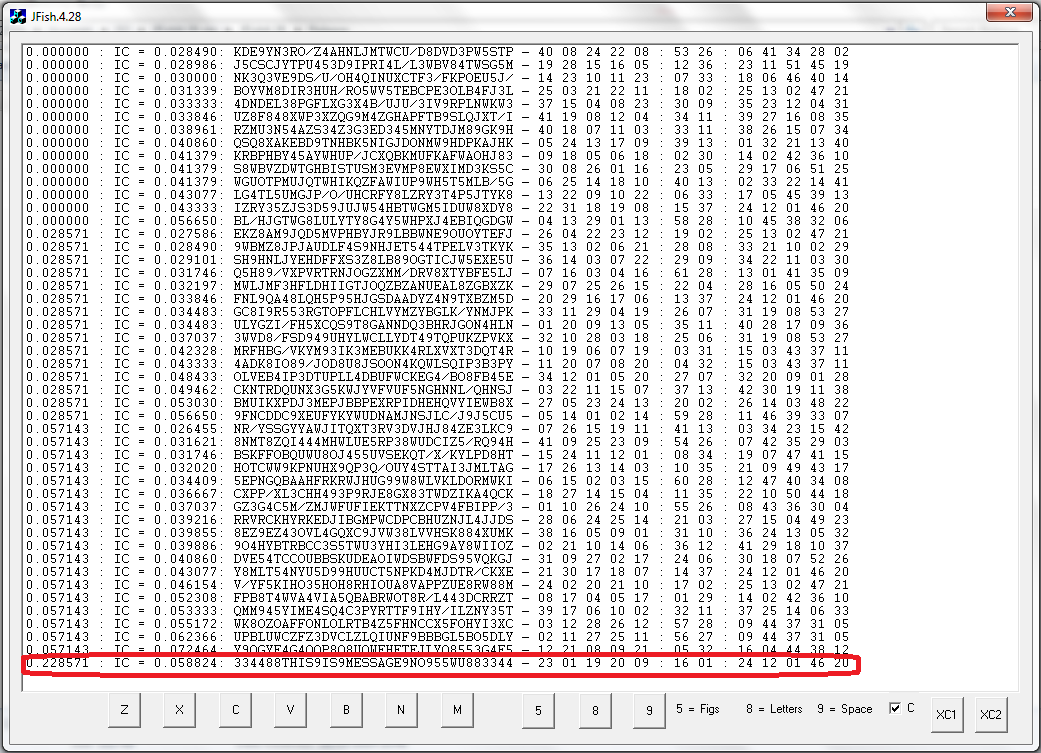 JFish.4.28
0.000000 : IC = 0.028490: KDE9YN3RO/Z4AHNLJMTWCU/D8DVD3PW5STP - 40 08 24 22 08 : 53 26 : 06 41 34 28 02
0.000000 : IC = 0.028986: J5CSCJYTPU453D9IPRI4L/L3WBV84TWSG5M - 19 28 15 16 05 : 12 36 : 23 11 51 45 19
0.000000 : IC = 0.030000: NK3Q3VE9DS/U/OH4QINUXCTF3/FKPOEU5J/ - 14 23 10 11 23 : 07 33 : 18 06 46 40 14
0.000000 : IC = 0.031339: BOYVM8DIR3HUH/RO5WV5TEBCPE3OLB4FJ3L - 25 03 21 22 11 : 18 02 : 25 13 02 47 21
0.000000 : IC = 0.033333: 4DNDEL38PGFLXG3X4B/UJU/3IV9RPLNWKW3 - 37 15 04 08 23 : 30 09 : 35 23 12 04 31
0.000000 : IC = 0.033846: UZ8F848XWP3XZQG9M4ZGHAPFTB9SLQJXT/I - 41 19 08 12 04 : 34 11 : 39 27 16 08 35
0.000000 : IC = 0.038961: RZMU3N54AZS34Z3G3ED345MNYTDJM89GK9H - 40 18 07 11 03 : 33 11 : 38 26 15 07 34
0.000000 : IC = 0.040860: QSQ8XAKEBD9TNHBK5NIGJDONMW9HDPKAJHK - 05 24 13 17 09 : 39 13 : 01 32 21 13 40
0.000000 : IC = 0.041379: KRBPHBY45AYWHUP/JCXQBKMUFKAFWAOHJ83 - 09 18 05 06 18 : 02 30 : 14 02 42 36 10
0.000000 : IC = 0.041379: S8WBVZDWTGHBISTUSM3EVMP8EWXIMD3KS5C - 30 08 26 01 16 : 23 05 : 29 17 06 51 25
0.000000 : IC = 0.041379: WGUOTPMUJQTWHIKQZFAWIUP9WH5T5MLB/5G - 06 25 14 18 10 : 40 13 : 02 33 22 14 41
0.000000 : IC = 0.043077: LG4TL5UMGJP/O/UHCRFY8LZRY3T4P5JTYK8 - 13 22 09 10 22 : 06 33 : 17 05 45 39 13
0.000000 : IC = 0.043333: IZRY35ZJS3D59JUJW54HBTWGM5IDUW8XDY8 - 22 31 18 19 08 : 15 37 : 24 12 01 46 20
0.000000 : IC = 0.056650: BL/HJGTWG8LULYTY8G4Y5WHPXJ4EBIQGDGW - 04 13 29 01 13 : 58 28 : 10 45 38 32 06
0.028571 : IC = 0.027586: EKZ8AM9JQD5MVPHBYJR9LBBWNE9OUOYTEFJ - 26 04 22 23 12 : 19 02 : 25 13 02 47 21
0.028571 : IC = 0.028490: 9WBMZ8JPJAUDLF4S9NHJET544TPELV3TKYK - 35 13 02 06 21 : 28 08 : 33 21 10 02 29
0.028571 : IC = 0.029101: SH9HNLJYEHDFFXS3Z8LB89OGTICJW5EXE5U - 36 14 03 07 22 : 29 09 : 34 22 11 03 30
0.028571 : IC = 0.031746: Q5H89/VXPVRTRNJOGZXMM/DRV8XTYBFE5LJ - 07 16 03 04 16 : 61 28 : 13 01 41 35 09
0.028571 : IC = 0.032197: MWLJMF3HFLDHIIGTJOQZBZANUEAL8ZGBXZK - 29 07 25 26 15 : 22 04 : 28 16 05 50 24
0.028571 : IC = 0.033846: FNL9QA48LQH5P95HJGSDAADYZ4N9TXBZM5D - 20 29 16 17 06 : 13 37 : 24 12 01 46 20
0.028571 : IC = 0.034483: GC8I9R553RGTOPFLCHLVYMZYBGLK/YNMJPK - 33 11 29 04 19 : 26 07 : 31 19 08 53 27
0.028571 : IC = 0.034483: ULYGZI/FH5XCQS9T8GANNDQ3BHRJGON4HLN - 01 20 09 13 05 : 35 11 : 40 28 17 09 36
0.028571 : IC = 0.037037: 3WVD8/FSD949UHYLWCLLYDT49TQPUKZPVKX - 32 10 28 03 18 : 25 06 : 31 19 08 53 27
0.028571 : IC = 0.042328: MRFHBG/VKYM93IK3MEBUKK4RLXVXT3DQT4R - 10 19 06 07 19 : 03 31 : 15 03 43 37 11
0.028571 : IC = 0.043333: 4ADK8IO89/JOD8U8JSOON4KQWLSQIP3B3PY - 11 20 07 08 20 : 04 32 : 15 03 43 37 11
0.028571 : IC = 0.048433: OLVEB4IP3DTUPLL4DBUFWCKEG4/BO8FB45E - 34 12 01 05 20 : 27 07 : 32 20 09 01 28
0.028571 : IC = 0.049462: CKNTRDQUNX3G5KWJYVFVUF5NGHNNL/QHNSJ - 03 22 11 15 07 : 37 13 : 42 30 19 11 38
0.028571 : IC = 0.053030: BMUIKXPDJ3MEPJBBPEXRPIDHEHQVYIEWB8X - 27 05 23 24 13 : 20 02 : 26 14 03 48 22
0.028571 : IC = 0.056650: 9FNCDDC9XEUFYKYWUDNAMJNSJLC/J9J5CU5 - 05 14 01 02 14 : 59 28 : 11 46 39 33 07
0.057143 : IC = 0.026455: NR/YSSGYYAWJITQXT3RV3DVJHJ84ZE3LKC9 - 07 26 15 19 11 : 41 13 : 03 34 23 15 42
0.057143 : IC = 0.031621: 8NMT8ZQI444MHWLUE5RP38WUDCIZ5/RQ94H - 41 09 25 23 09 : 54 26 : 07 42 35 29 03
0.057143 : IC = 0.031746: BSKFFOBQUWU8OJ455UVSEKQT/X/KYLPD8HT - 15 24 11 12 01 : 08 34 : 19 07 47 41 15
0.057143 : IC = 0.032020: HOTCWW9KPNUHX9QP3Q/OUY4STTAI3JMLTAG - 17 26 13 14 03 : 10 35 : 21 09 49 43 17
0.057143 : IC = 0.034409: 5EPNGQBAAHFRKRWJHUGG99W8WLVKLDORMWKI - 06 15 02 03 15 : 60 28 : 12 47 40 34 08
0.057143 : IC = 0.036667: CXPP/XL3CHH493P9RJE8GX83TWDZIKA4QCK - 18 27 14 15 04 : 11 35 : 22 10 50 44 18
0.057143 : IC = 0.037037: GZ3G4C5M/ZMJWFUFIEKTTNXZCPV4FBIPP/3 - 01 10 26 24 10 : 55 26 : 08 43 36 30 04
0.057143 : IC = 0.039216: RRVRCKHYRKEDJIBGMPWCDPCBHUZNJL4JJDS - 28 06 24 25 14 : 21 03 : 27 15 04 49 23
0.057143 : IC = 0.039855: 8EZ9EZ43OVL4GQXC9JVW38LVVHSK884XUMK - 38 16 05 09 01 : 31 10 : 36 24 13 05 32
0.057143 : IC = 0.039886: 9O4HYBTRBCC3S5TWU3YHI3LEHG9AY8WIIOZ - 02 21 10 14 06 : 36 12 : 41 29 18 10 37
0.057143 : IC = 0.040860: DVE54TCCOUBBSKUDEAOIWDSBWFDS95VQKGJ - 31 09 27 02 17 : 24 06 : 30 18 07 52 26
0.057143 : IC = 0.043077: Y8MLT54NYU5D99HUUCT5NPKD4MJDTR/CKXE - 21 30 17 18 07 : 14 37 : 24 12 01 46 20
0.057143 : IC = 0.046154: V/YF5KIHO35HOH8RHIOUA8WAPPZUE8RW88M - 24 02 20 21 10 : 17 02 : 25 13 02 47 21
0.057143 : IC = 0.052308: FPB8T4WVA4VIA5QBABRWOT8R/L443DCRRZT - 08 17 04 05 17 : 01 29 : 14 02 42 36 10
0.057143 : IC = 0.053333: QMM945YIME4SQ4C3PYRTTF9IHY/ILZNY35T - 39 17 06 10 02 : 32 11 : 37 25 14 06 33
0.057143 : IC = 0.055172: WK8OZOAFFONLOLRTB4Z5FHNCCX5FOHYI3XC - 03 12 28 26 12 : 57 28 : 09 44 37 31 05
0.057143 : IC = 0.062366: UPBLUWCZFZ3DVCLZLQIUNF9BBBGL5BO5DLY - 02 11 27 25 11 : 56 27 : 09 44 37 31 05
0.228571 : IC = 0.058824: 334488THIS9IS9MESSAGE9NO955WU883344 - 23 01 19 20 09 : 16 01 : 24 12 01 46 20
Z X C V B N M 5 8 9 5 = Figs 8 = Letters 9 = Space C XC1 XC2